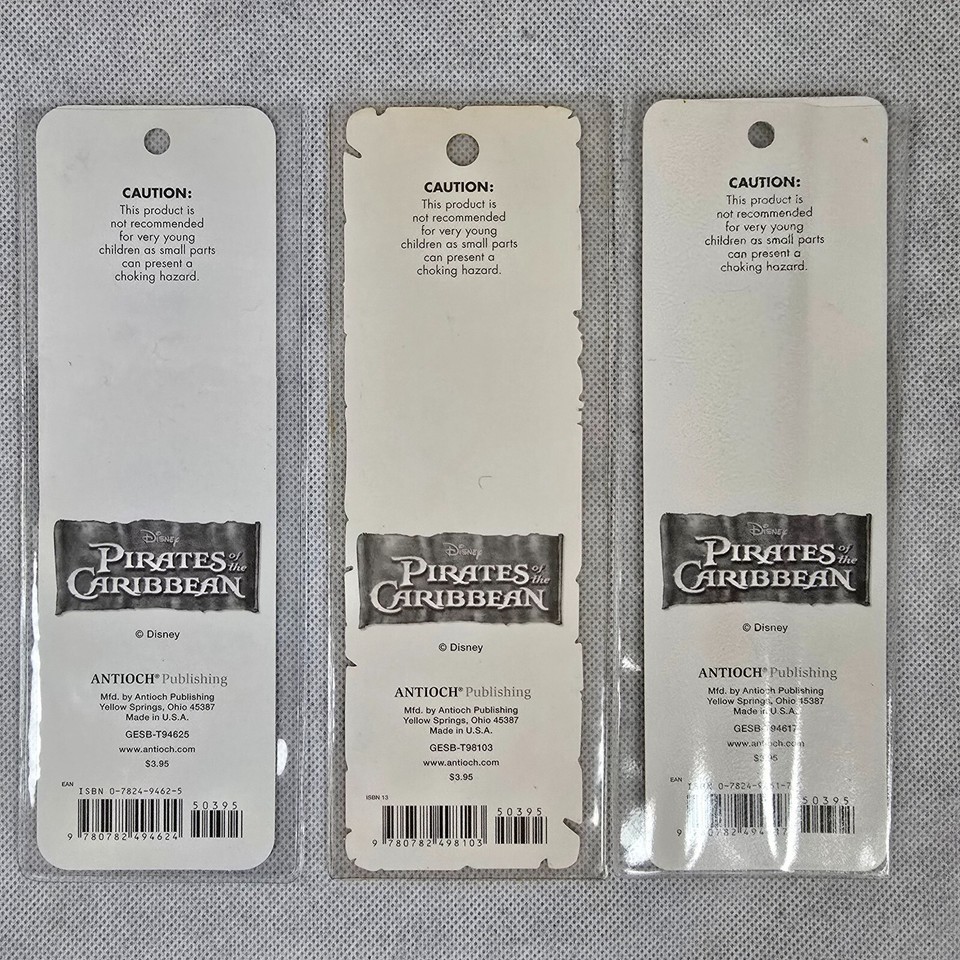 CAUTION:
This product is
not recommended
for very young
children as small parts
can present a
choking hazard.
Disney
PIRATES of the
CARIBBEAN
© Disney
ANTIOCH® Publishing
Mfd. by Antioch Publishing
Yellow Springs, Ohio 45387
Made in U.S.A.
GESB-T94625
www.antioch.com
$3.95
EAN
ISBN 0-7824-9462-5
50395
9 780782 494624
CAUTION:
This product is
not recommended
for very young
children as small parts
can present a
choking hazard.
Disney
PIRATES of the
CARIBBEAN
© Disney
ANTIOCH® Publishing
Mfd. by Antioch Publishing
Yellow Springs, Ohio 45387
Made in U.S.A.
GESB-T98103
www.antioch.com
$3.95
ISBN 13
50395
9 780782 498103
CAUTION:
This product is
not recommended
for very young
children as small parts
can present a
choking hazard.
Disney
PIRATES of the
CARIBBEAN
© Disney
ANTIOCH® Publishing
Mfd. by Antioch Publishing
Yellow Springs, Ohio 45387
Made in U.S.A.
GESB-T94617
www.antioch.com
EAN
ISBN
50395
9